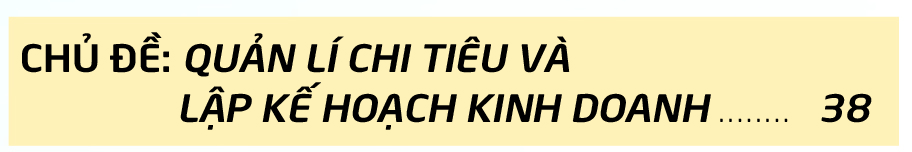 CHỦ ĐỀ: QUẢN LÍ CHI TIÊU VÀ
LẬP KẾ HOẠCH KINH DOANH ........ 38